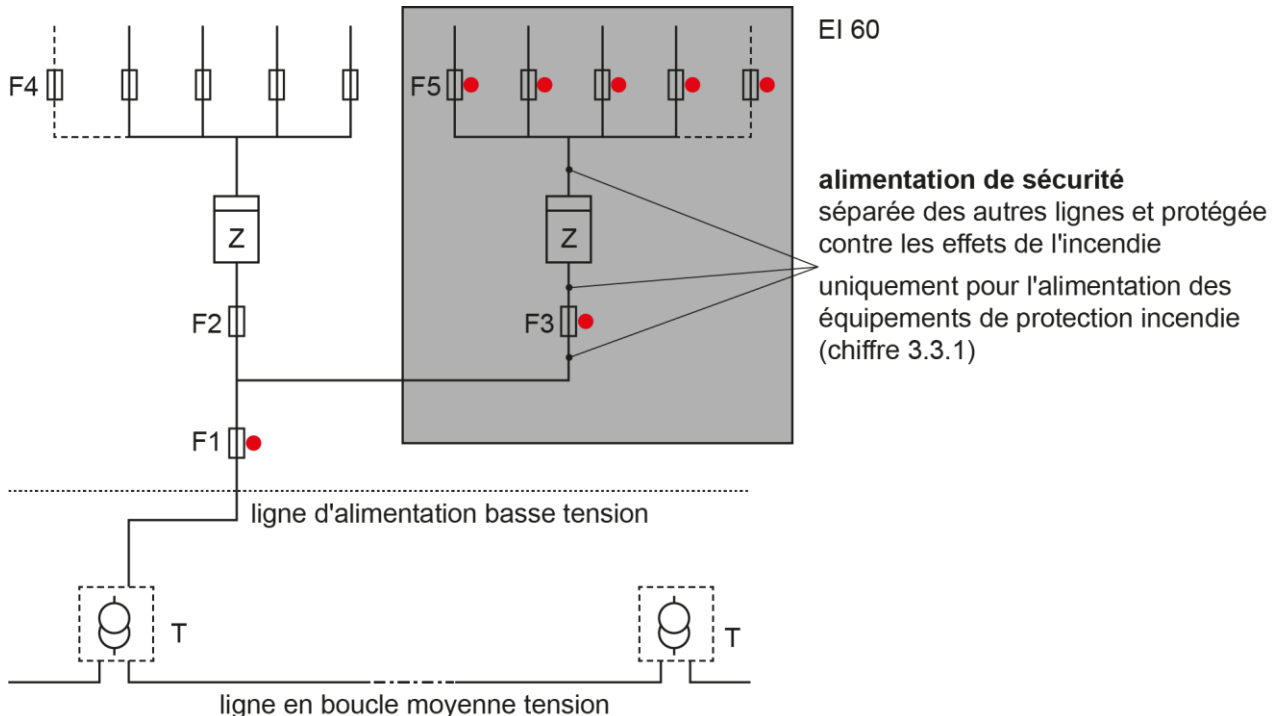 EI 60
F4
F5
alimentation de sécurité
séparée des autres lignes et protégée
contre les effets de l'incendie
Z
Z
uniquement pour l'alimentation des
équipements de protection incendie
(chiffre 3.3.1)
F2
F3
F1
ligne d'alimentation basse tension
T
T
ligne en boucle moyenne tension